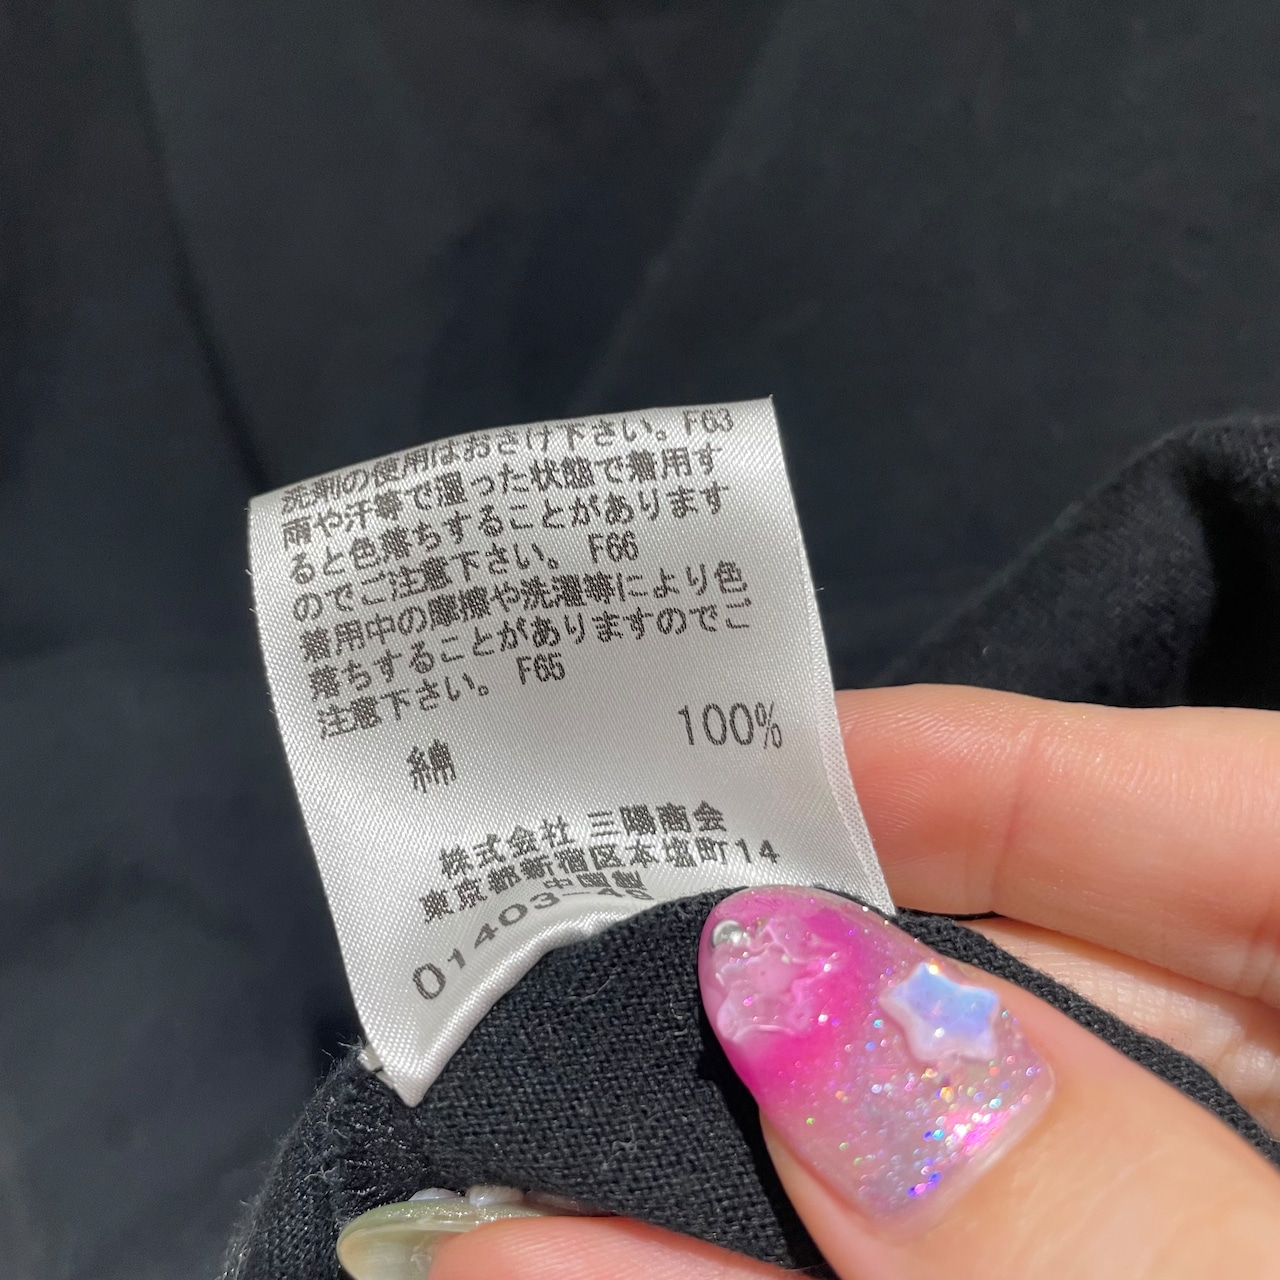 洗剤の使用はおさけ下さい。F63
雨や汗等で湿った状態で着用す
ると色落ちすることがあります
のでご注意下さい。 F66
着用中の摩擦や洗濯等により色
落ちすることがありますのでご
注意下さい。 F65
綿 100%
株式会社 三陽商会
東京都新宿区本塩町14
中国製
01403-